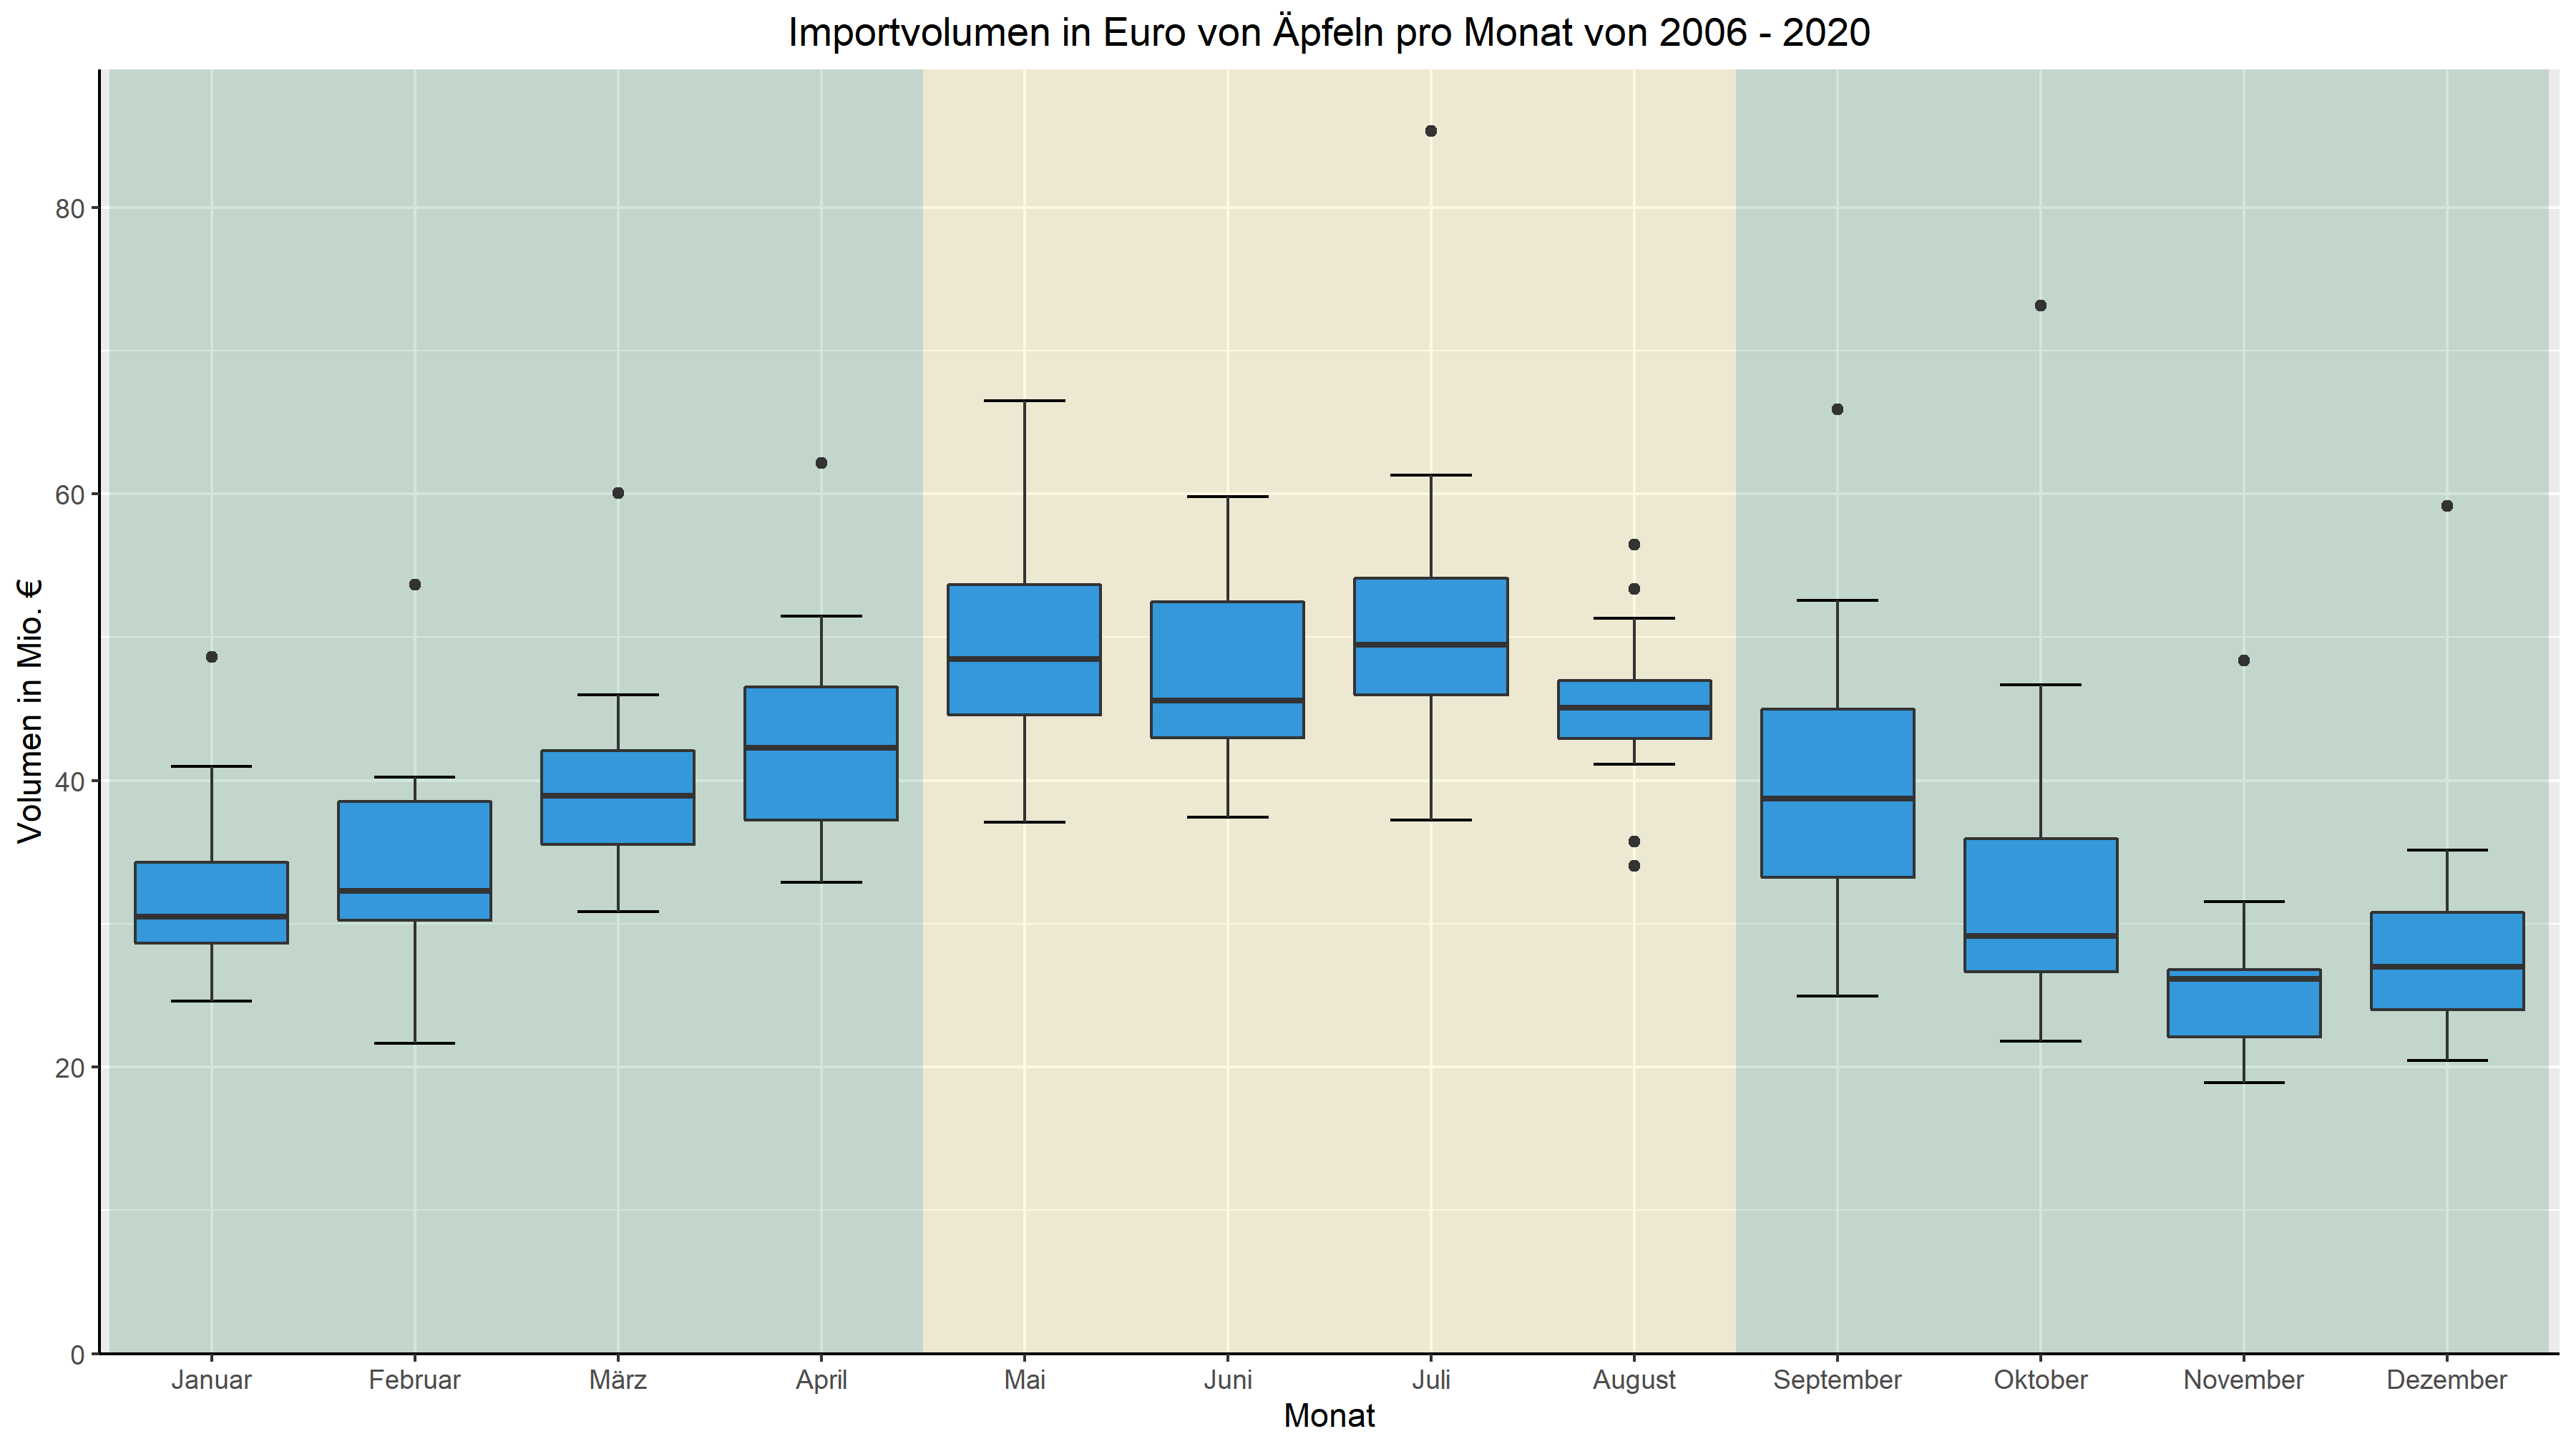 Importvolumen in Euro von Äpfeln pro Monat von 2006 - 2020
Volumen in Mio. €
80
60
40
20
0
Januar Februar März April Mai Juni Juli August September Oktober November Dezember
Monat